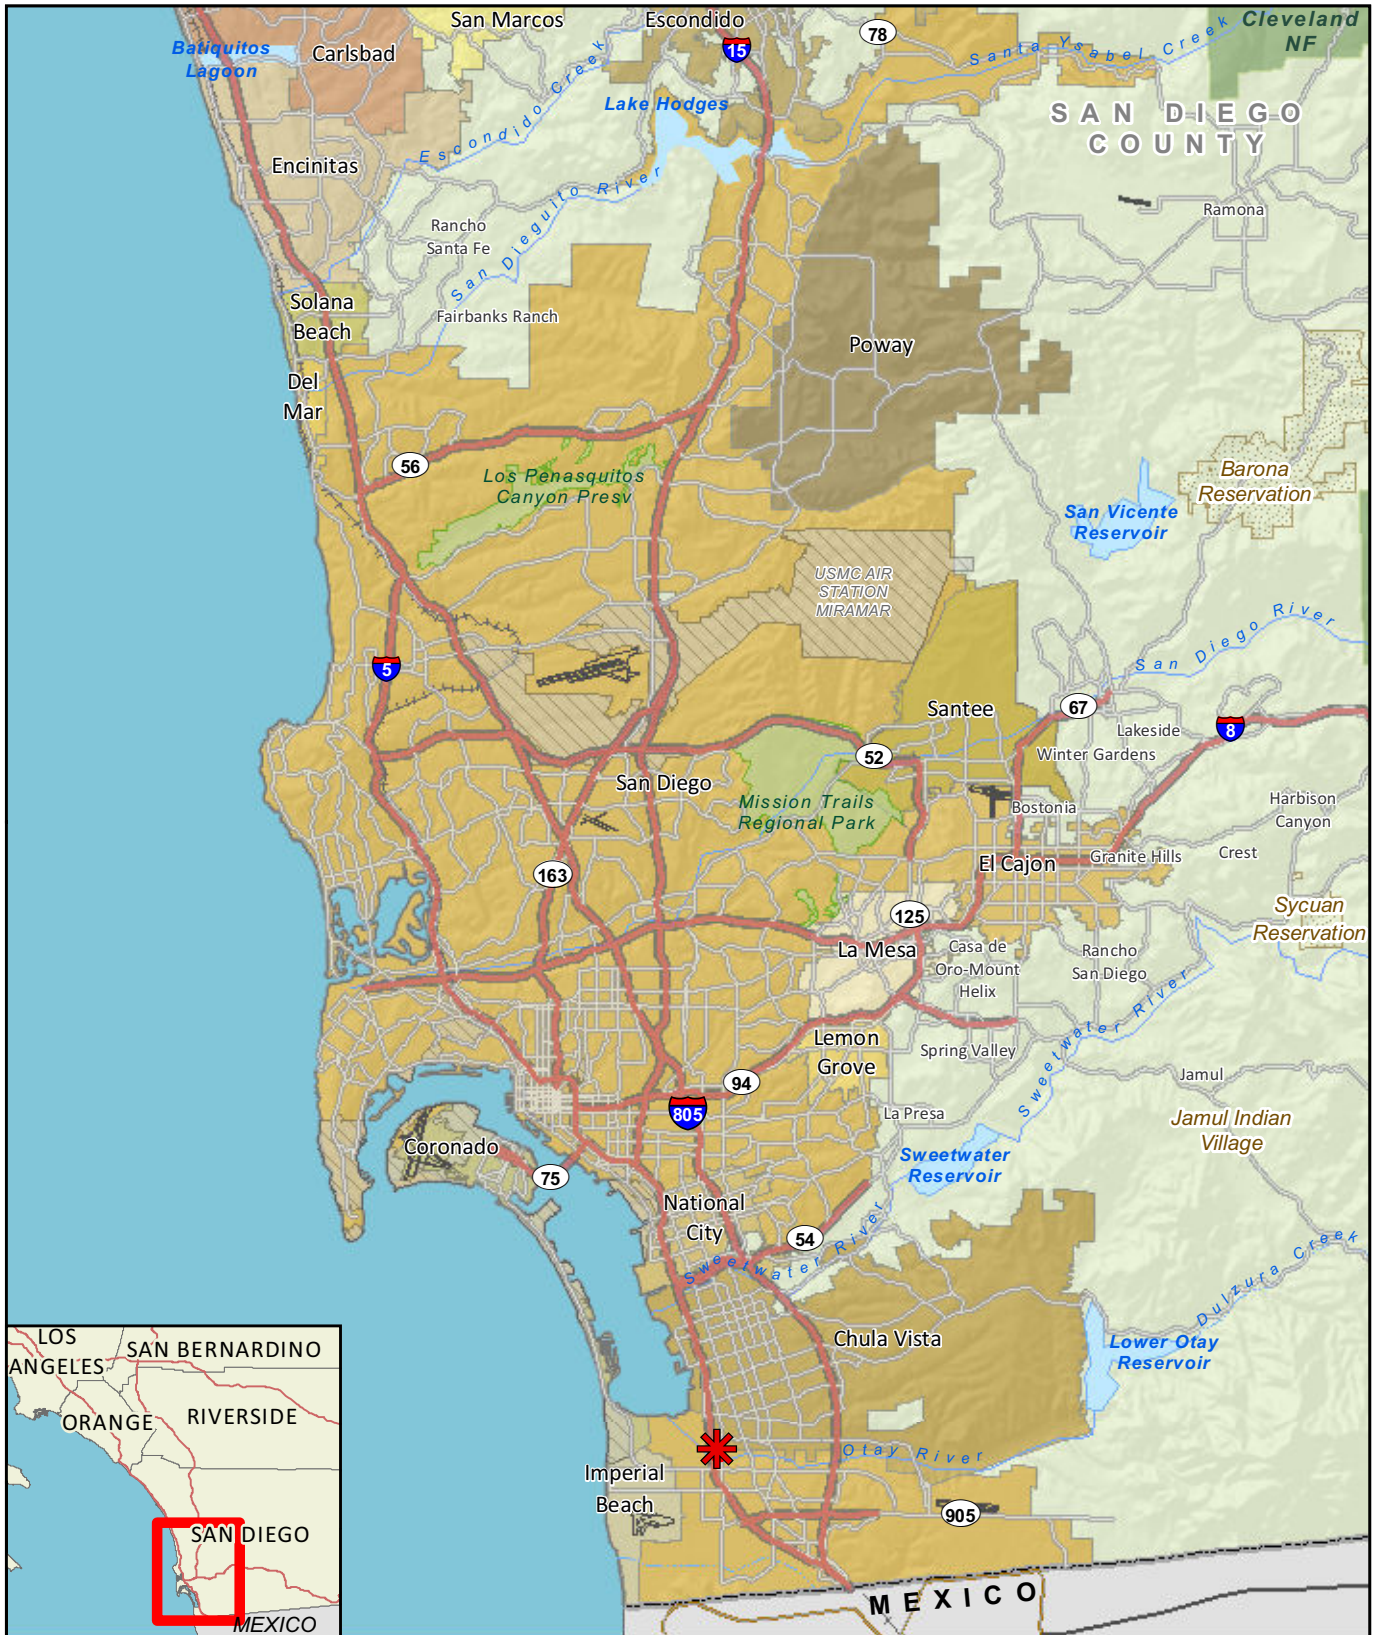 San Marcos
Escondido
78
Cleveland
NF
Batiquitos
Lagoon
Carlsbad
15
Santa Ysabel Creek
Escondido Creek
Lake Hodges
SAN DIEGO
COUNTY
Encinitas
San Dieguito River
Ramona
Rancho
Santa Fe
Solana
Beach
Fairbanks Ranch
Poway
Del
Mar
56
Los Penasquitos
Canyon Presv
Barona
Reservation
San Vicente
Reservoir
USMC AIR
STATION
MIRAMAR
San Diego River
5
Santee
67
Lakeside
8
Winter Gardens
52
San Diego
Mission Trails
Regional Park
Bostonia
Harbison
Canyon
El Cajon
Granite Hills
Crest
163
125
Sycuan
Reservation
La Mesa
Casa de
Oro-Mount
Helix
Rancho
San Diego
Sweetwater River
Lemon
Grove
Spring Valley
94
Jamul
805
La Presa
Jamul Indian
Village
Coronado
75
Sweetwater
Reservoir
National
City
54
Sweetwater River
Dulzura Creek
Chula Vista
Lower Otay
Reservoir
Otay River
Imperial
Beach
905
MEXICO
LOS
ANGELES
SAN BERNARDINO
ORANGE
RIVERSIDE
SAN DIEGO
MEXICO